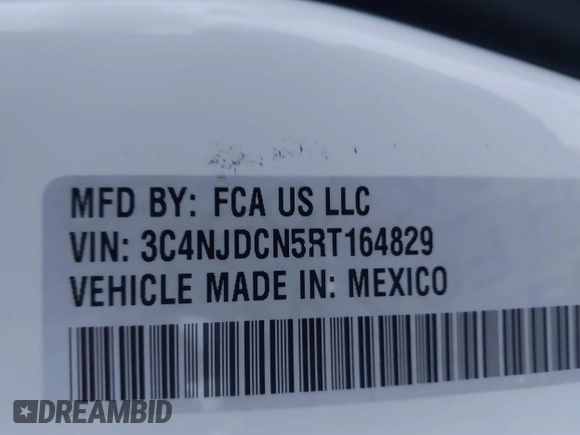 MFD BY: FCA US LLC
VIN: 3C4NJDCN5RT164829
VEHICLE MADE IN: MEXICO
DREAMBID